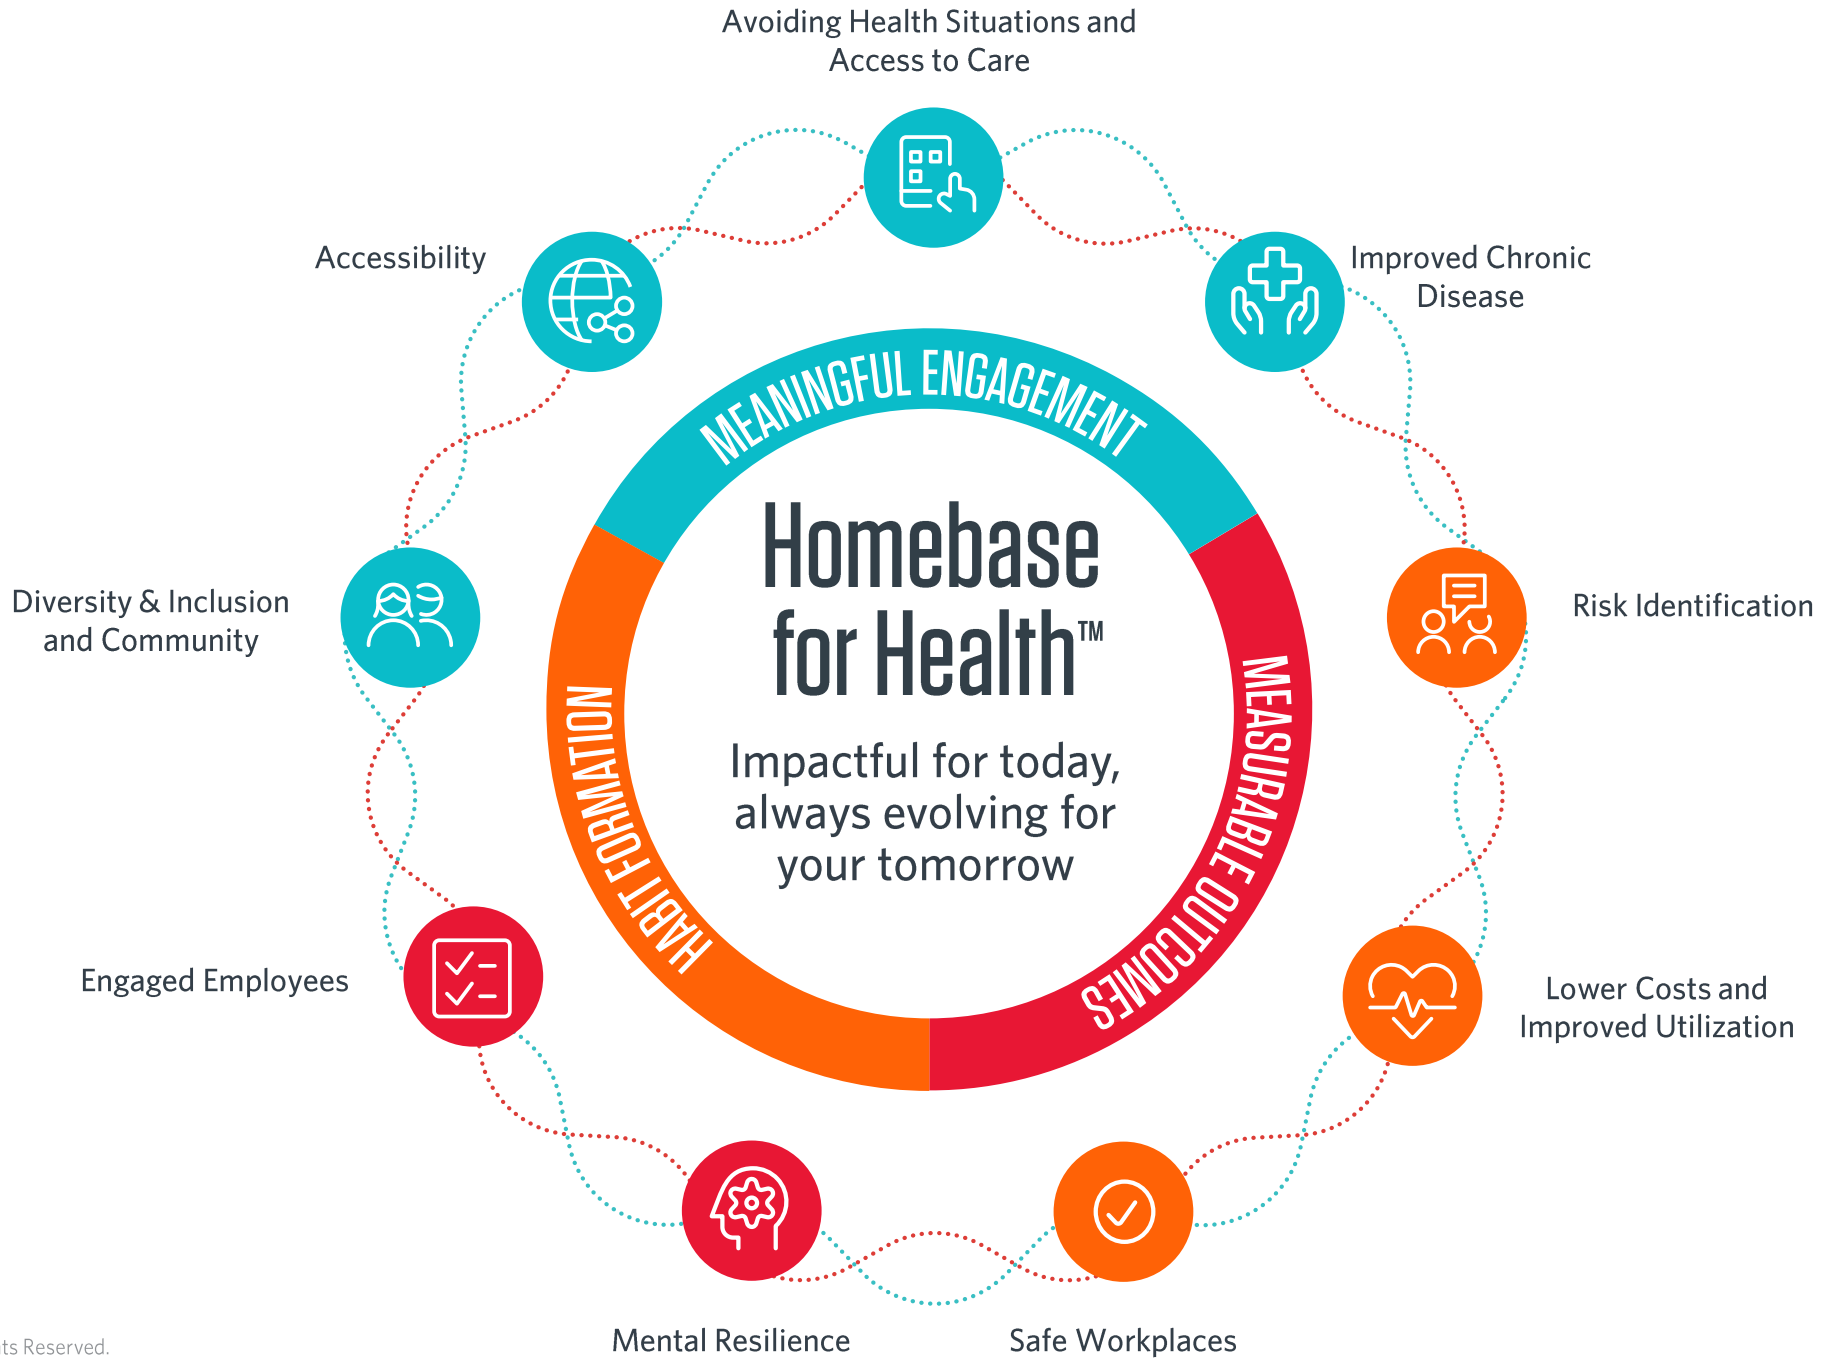 Avoiding Health Situations and
Access to Care
Accessibility
Improved Chronic
Disease
MEANINGFUL ENGAGEMENT
Homebase
for Health™
Impactful for today,
always evolving for
your tomorrow
HABIT FORMATION
MEASURABLE OUTCOMES
Diversity & Inclusion
and Community
Risk Identification
Engaged Employees
Lower Costs and
Improved Utilization
Mental Resilience
Safe Workplaces
ts Reserved.